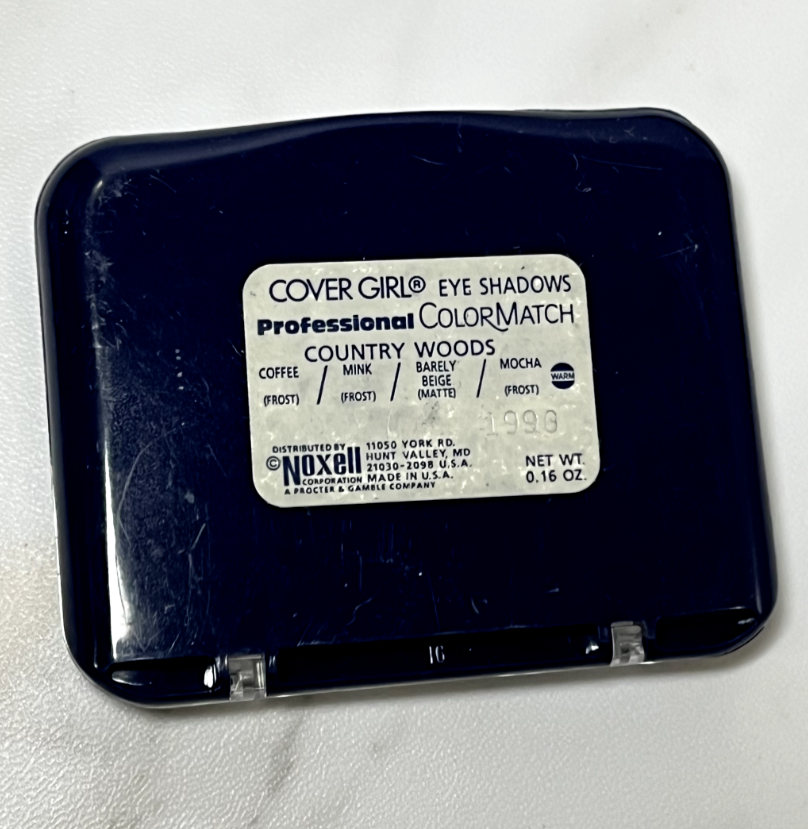 COVER GIRL® EYE SHADOWS
Professional COLORMATCH
COUNTRY WOODS
COFFEE / MINK / BARELY BEIGE / MOCHA WARM
(FROST) (FROST) (MATTE) (FROST)
DISTRIBUTED BY
© Noxell
CORPORATION
A PROCTER & GAMBLE COMPANY
11050 YORK RD.
HUNT VALLEY, MD
21030-2098 U.S.A.
MADE IN U.S.A.
NET WT.
0.16 OZ.
16